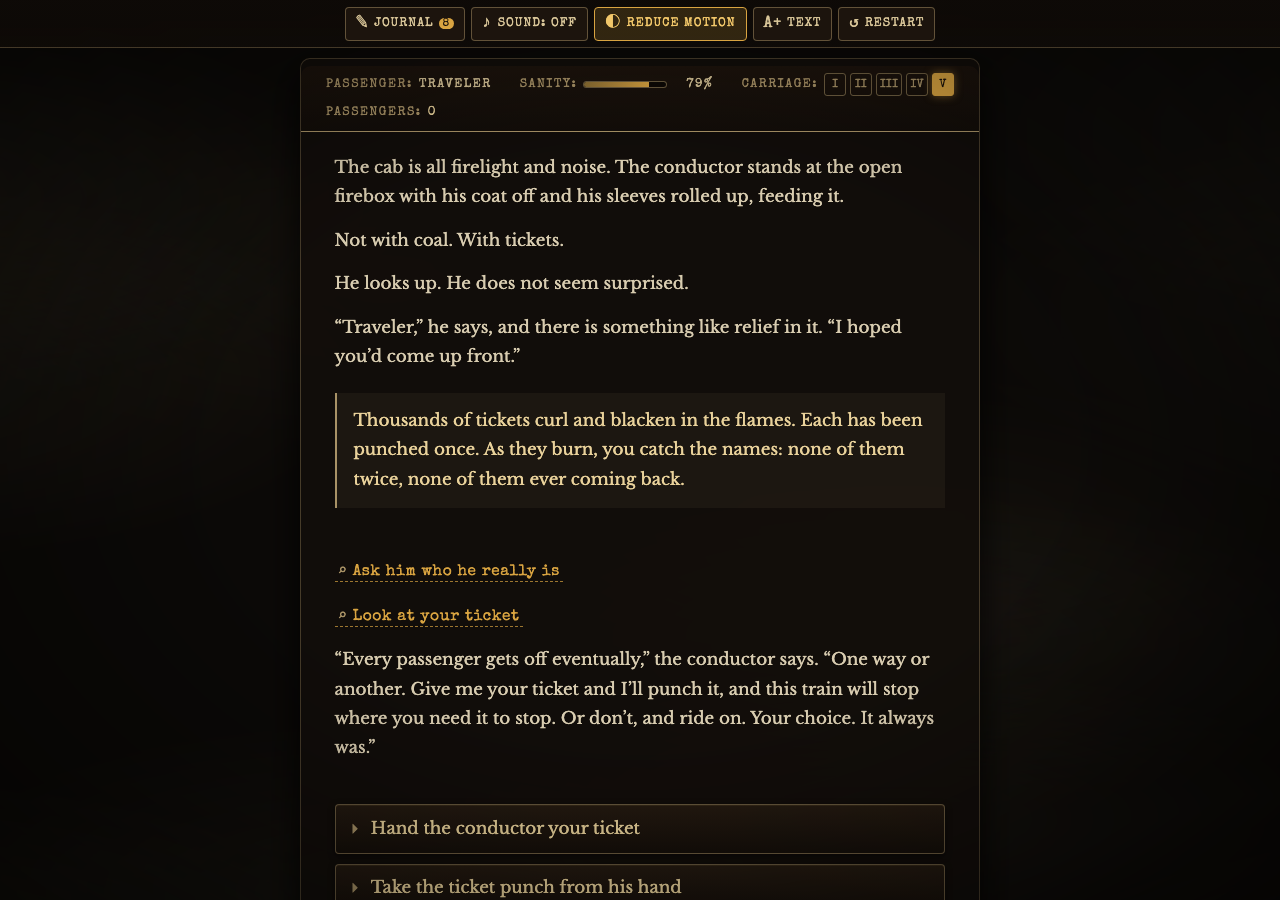 ✎ JOURNAL 8 ♪ SOUND: OFF ◐ REDUCE MOTION A+ TEXT ↺ RESTART
PASSENGER: TRAVELER SANITY: 79% CARRIAGE: I II III IV V
PASSENGERS: 0
The cab is all firelight and noise. The conductor stands at the open
firebox with his coat off and his sleeves rolled up, feeding it.
Not with coal. With tickets.
He looks up. He does not seem surprised.
“Traveler,” he says, and there is something like relief in it. “I hoped
you’d come up front.”
Thousands of tickets curl and blacken in the flames. Each has been
punched once. As they burn, you catch the names: none of them
twice, none of them ever coming back.
⌕ Ask him who he really is
⌕ Look at your ticket
“Every passenger gets off eventually,” the conductor says. “One way or
another. Give me your ticket and I’ll punch it, and this train will stop
where you need it to stop. Or don’t, and ride on. Your choice. It always
was.”
Hand the conductor your ticket
Take the ticket punch from his hand